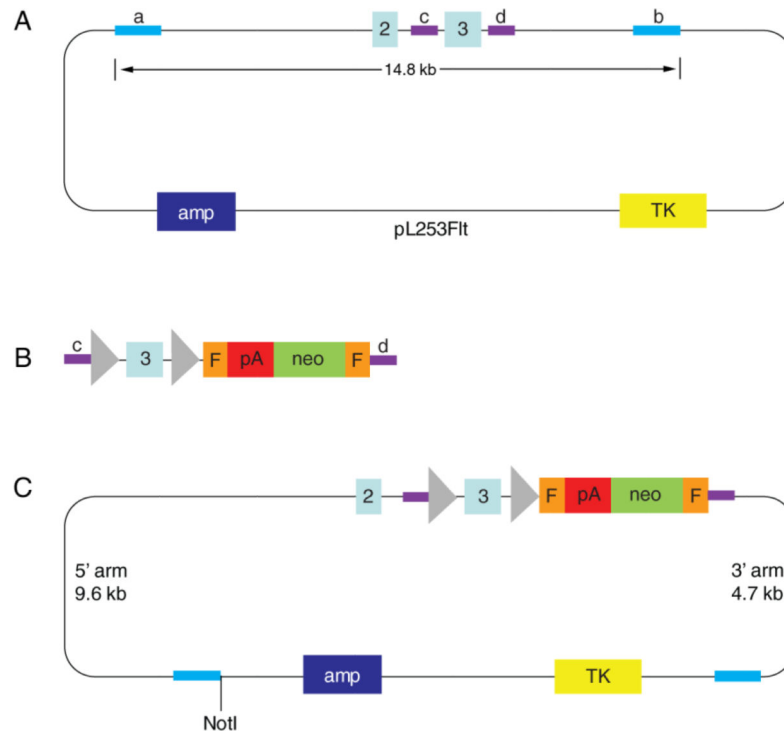 A
a 2 c 3 d b
14.8 kb
amp TK
pL253Flt
B
c 3 F pA neo F d
C
2 3 F pA neo F
5’ arm 3’ arm
9.6 kb 4.7 kb
amp TK
NotI